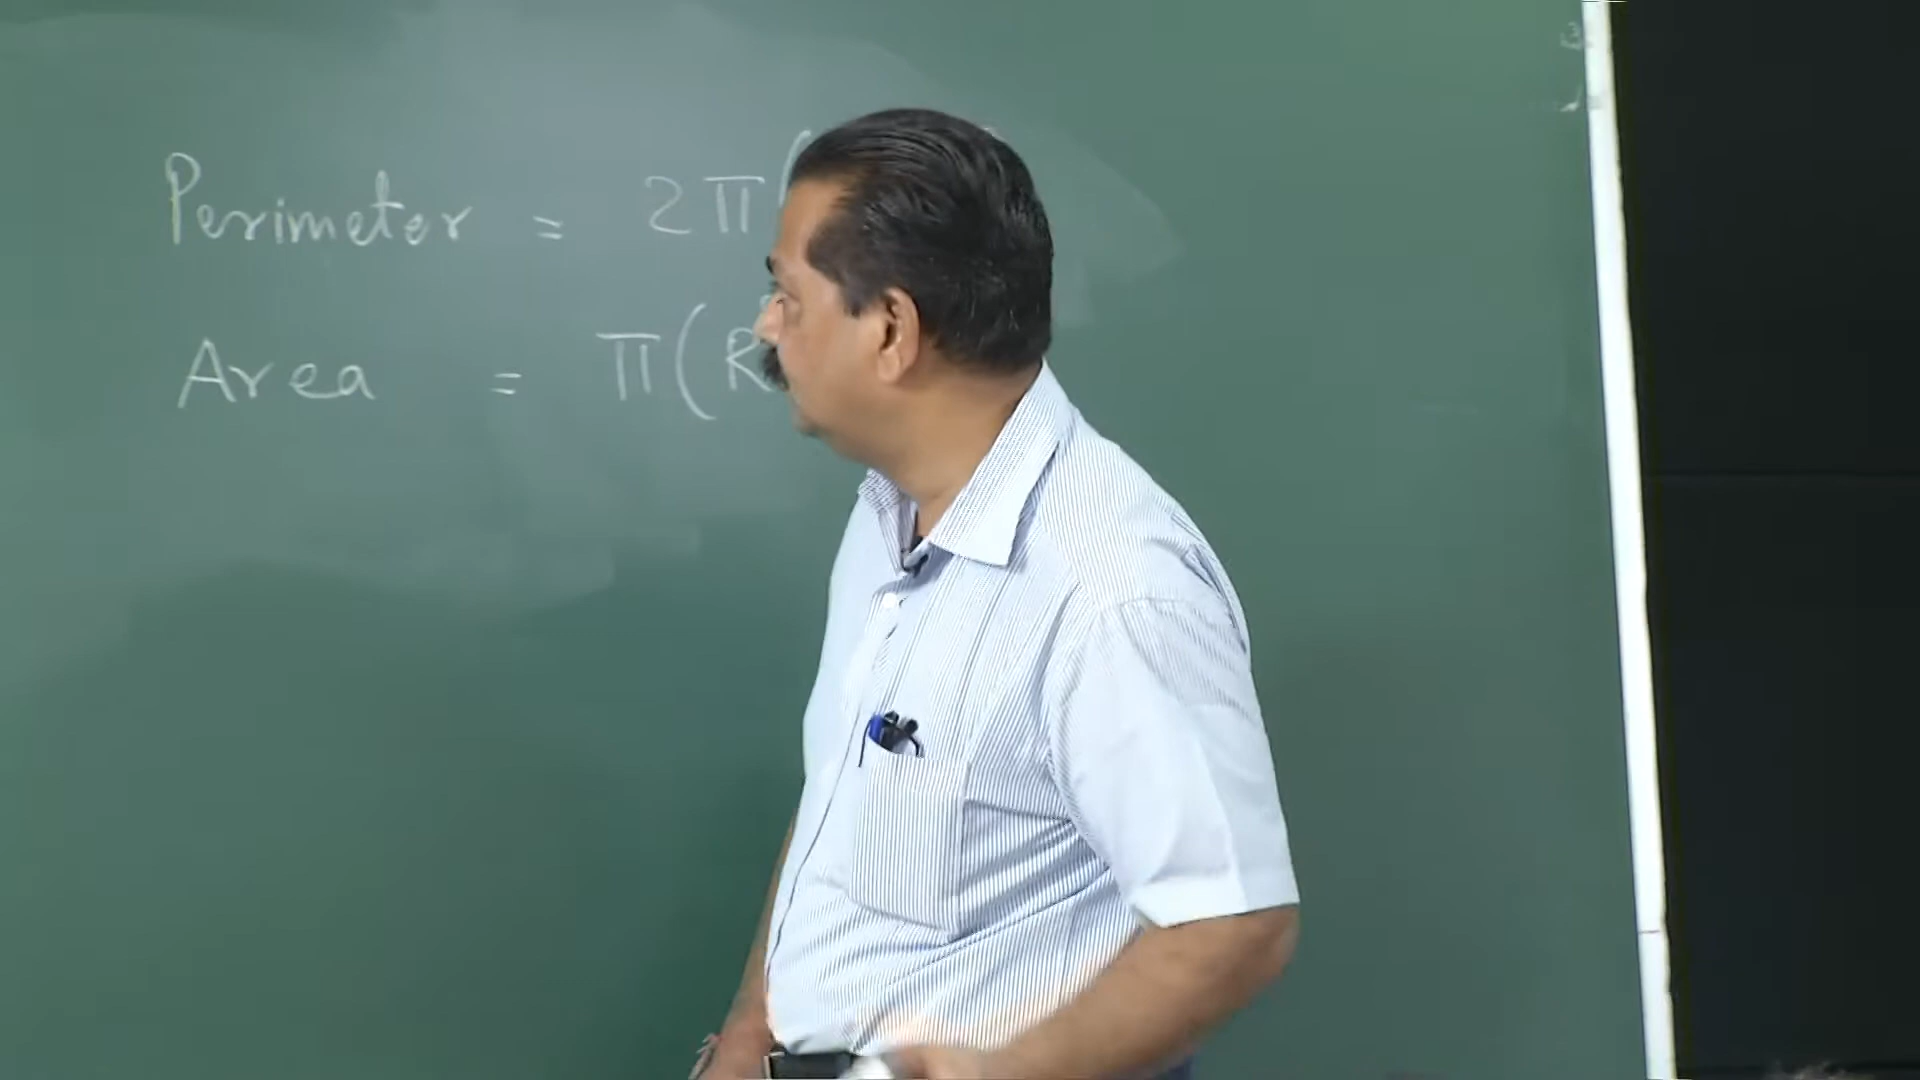 Perimeter = 2π(
Area = π(R